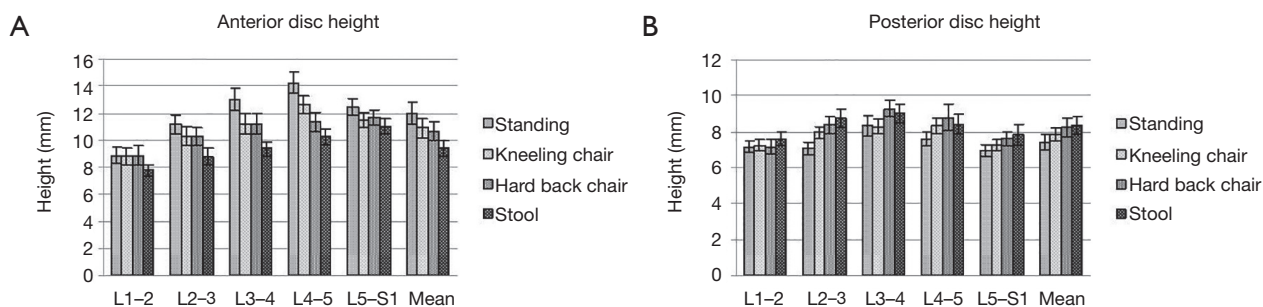 A
Anterior disc height
Height (mm)
16
14
12
10
8
6
4
2
0
L1–2 L2–3 L3–4 L4–5 L5–S1 Mean
Standing
Kneeling chair
Hard back chair
Stool
B
Posterior disc height
Height (mm)
12
10
8
6
4
2
0
L1–2 L2–3 L3–4 L4–5 L5–S1 Mean
Standing
Kneeling chair
Hard back chair
Stool